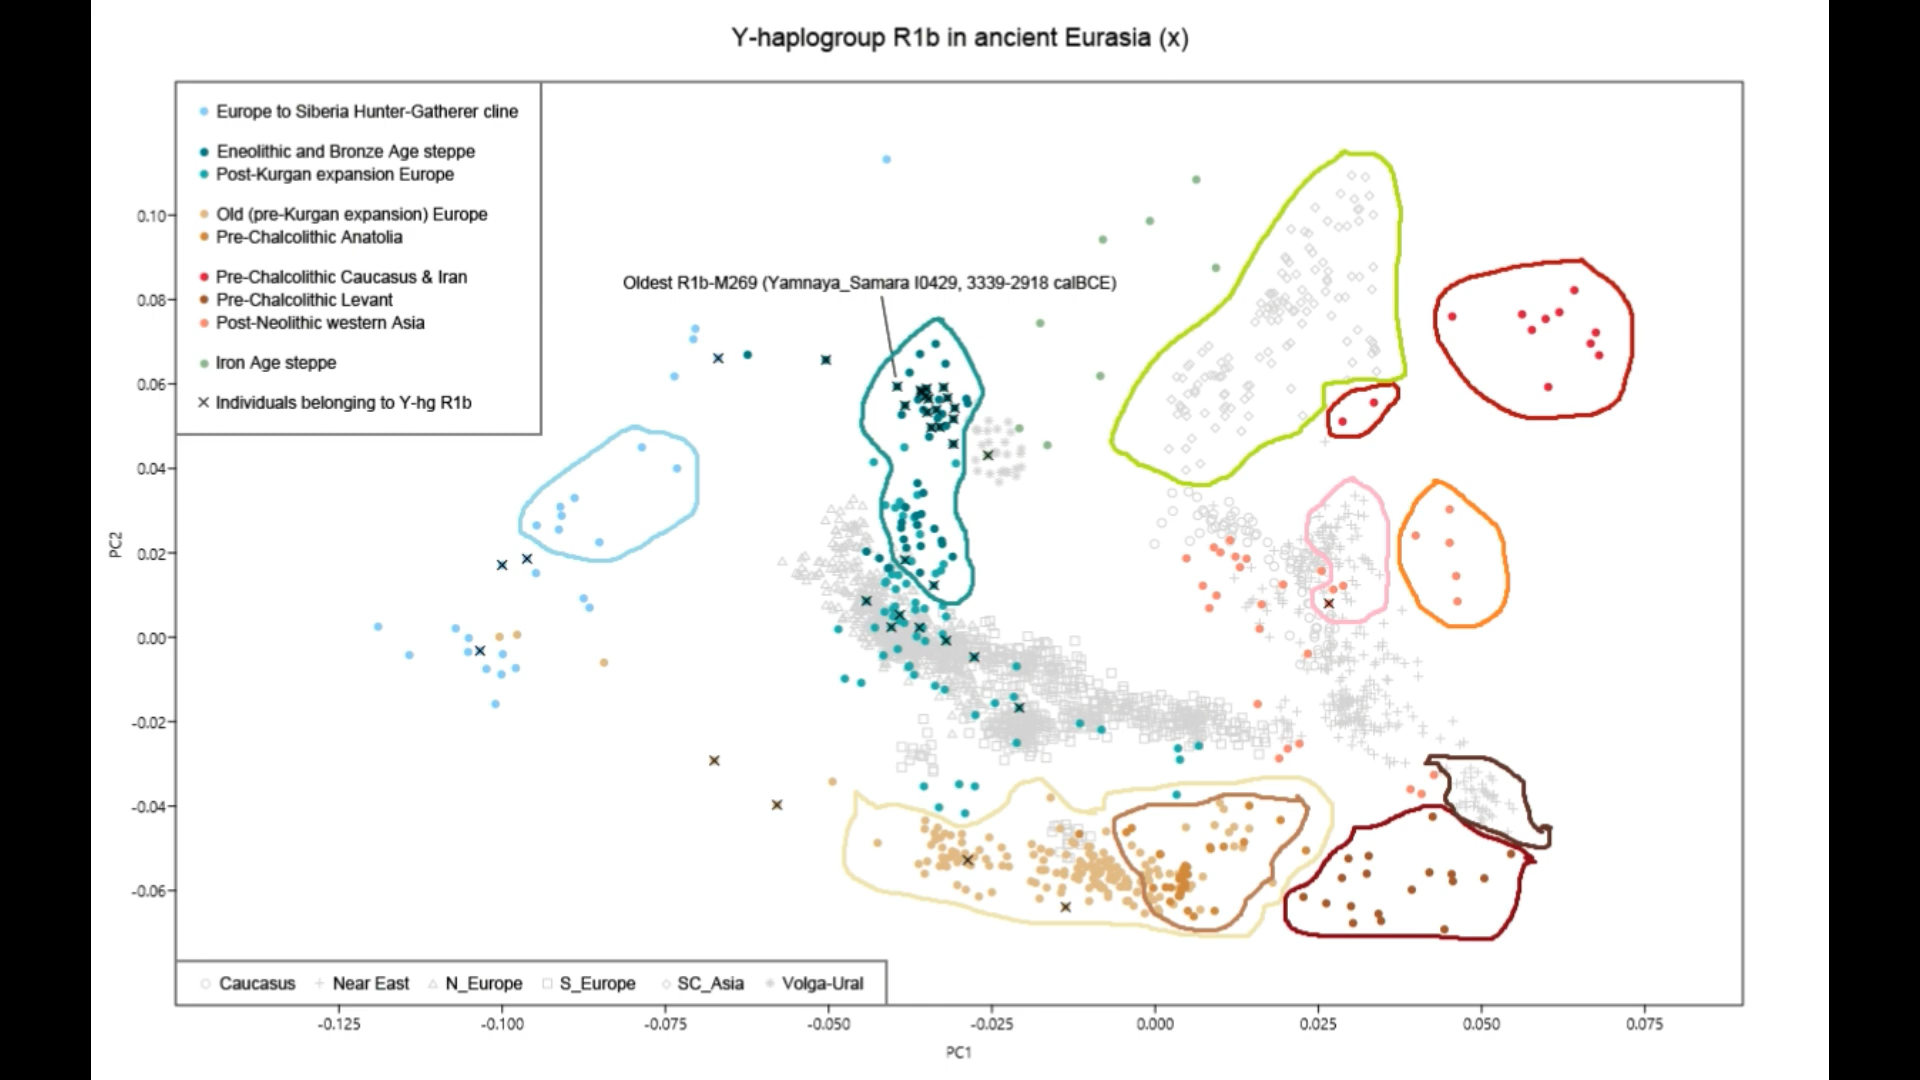 Y-haplogroup R1b in ancient Eurasia (x)
Europe to Siberia Hunter-Gatherer cline
Eneolithic and Bronze Age steppe
Post-Kurgan expansion Europe
Old (pre-Kurgan expansion) Europe
Pre-Chalcolithic Anatolia
Pre-Chalcolithic Caucasus & Iran
Pre-Chalcolithic Levant
Post-Neolithic western Asia
Iron Age steppe
Individuals belonging to Y-hg R1b
Oldest R1b-M269 (Yamnaya_Samara I0429, 3339-2918 calBCE)
0.10
0.08
0.06
0.04
0.02
0.00
-0.02
-0.04
-0.06
PC2
Caucasus Near East N_Europe S_Europe SC_Asia Volga-Ural
-0.125 -0.100 -0.075 -0.050 -0.025 0.000 0.025 0.050 0.075
PC1